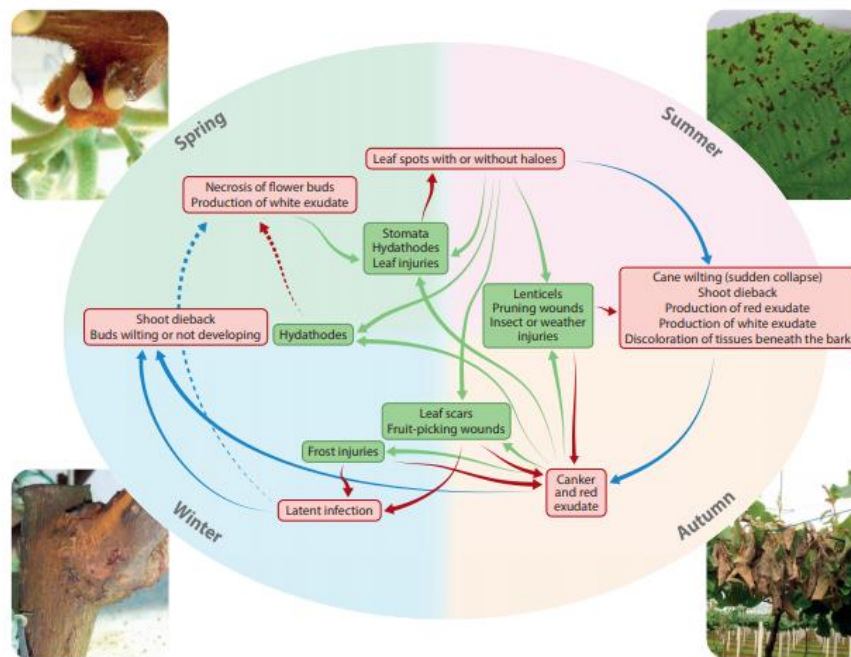 Spring
Summer
Leaf spots with or without haloes
Necrosis of flower buds
Production of white exudate
Stomata
Hydathodes
Leaf injuries
Cane wilting (sudden collapse)
Shoot dieback
Production of red exudate
Production of white exudate
Discoloration of tissues beneath the bark
Lenticels
Pruning wounds
Insect or weather
injuries
Shoot dieback
Buds wilting or not developing
Hydathodes
Leaf scars
Fruit-picking wounds
Frost injuries
Canker
and red
exudate
Latent infection
Winter
Autumn